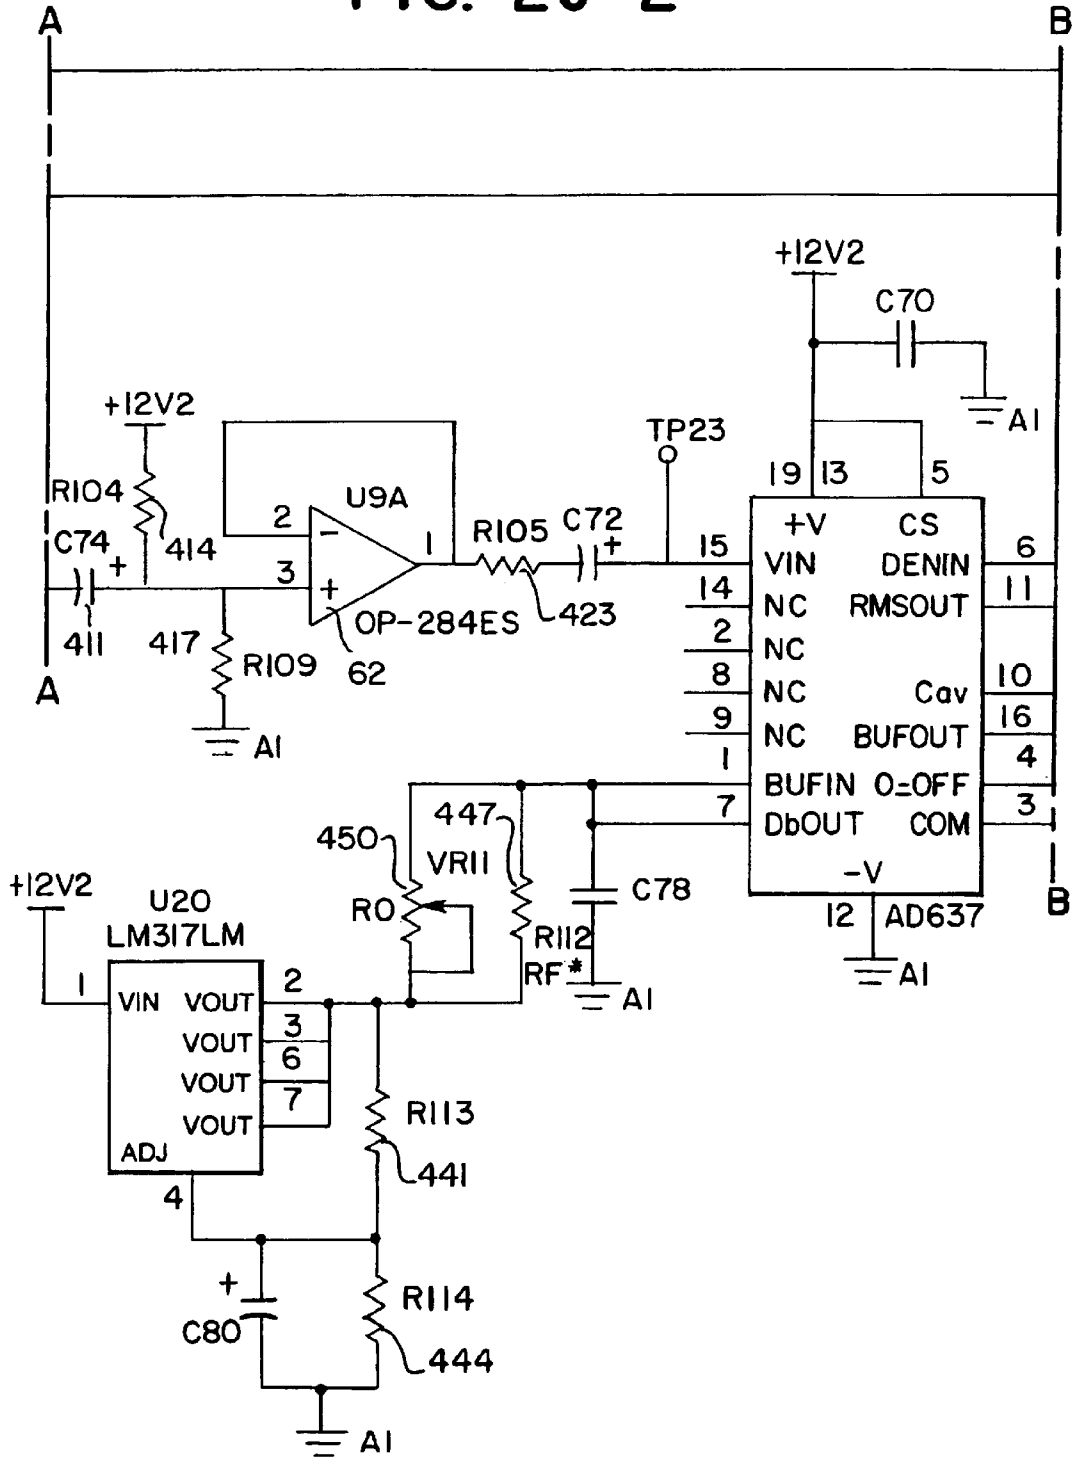 A
B
+12V2
C70
A1
+12V2
TP23
R104
U9A
19
13
5
C74
+
414
2
-
1
R105
C72
+
+V
CS
15
VIN
DENIN
6
3
+
14
NC
RMSOUT
11
411
417
R109
62
OP-284ES
423
2
NC
A
8
NC
Cav
10
A1
9
NC
BUFOUT
16
1
BUFIN
O=OFF
4
450
447
7
DbOUT
COM
3
VR11
+12V2
U20
RO
C78
-V
B
LM317LM
R112
12
AD637
RF*
A1
A1
1
VIN
VOUT
2
VOUT
3
VOUT
6
VOUT
7
ADJ
R113
441
4
+
C80
R114
444
A1